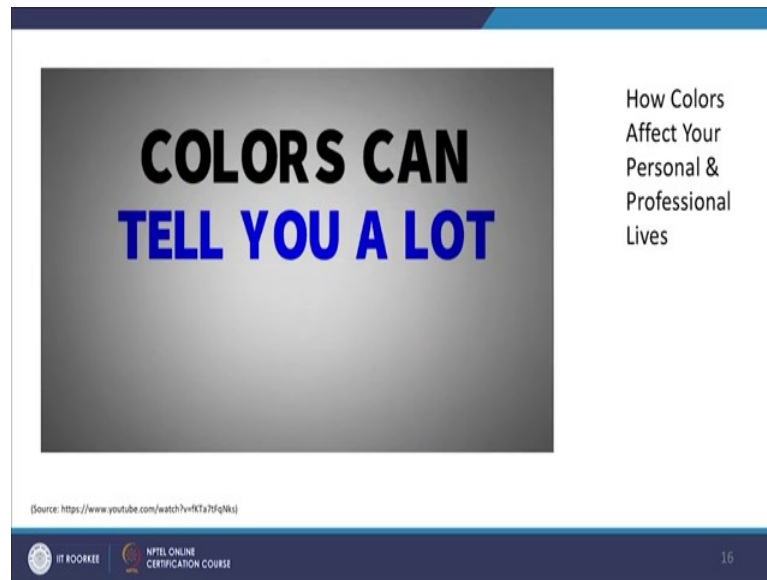 COLORS CAN
TELL YOU A LOT
How Colors
Affect Your
Personal &
Professional
Lives
(Source: https://www.youtube.com/watch?v=fKTa7tFqNks)
IIT ROORKEE
NPTEL ONLINE
CERTIFICATION COURSE
16